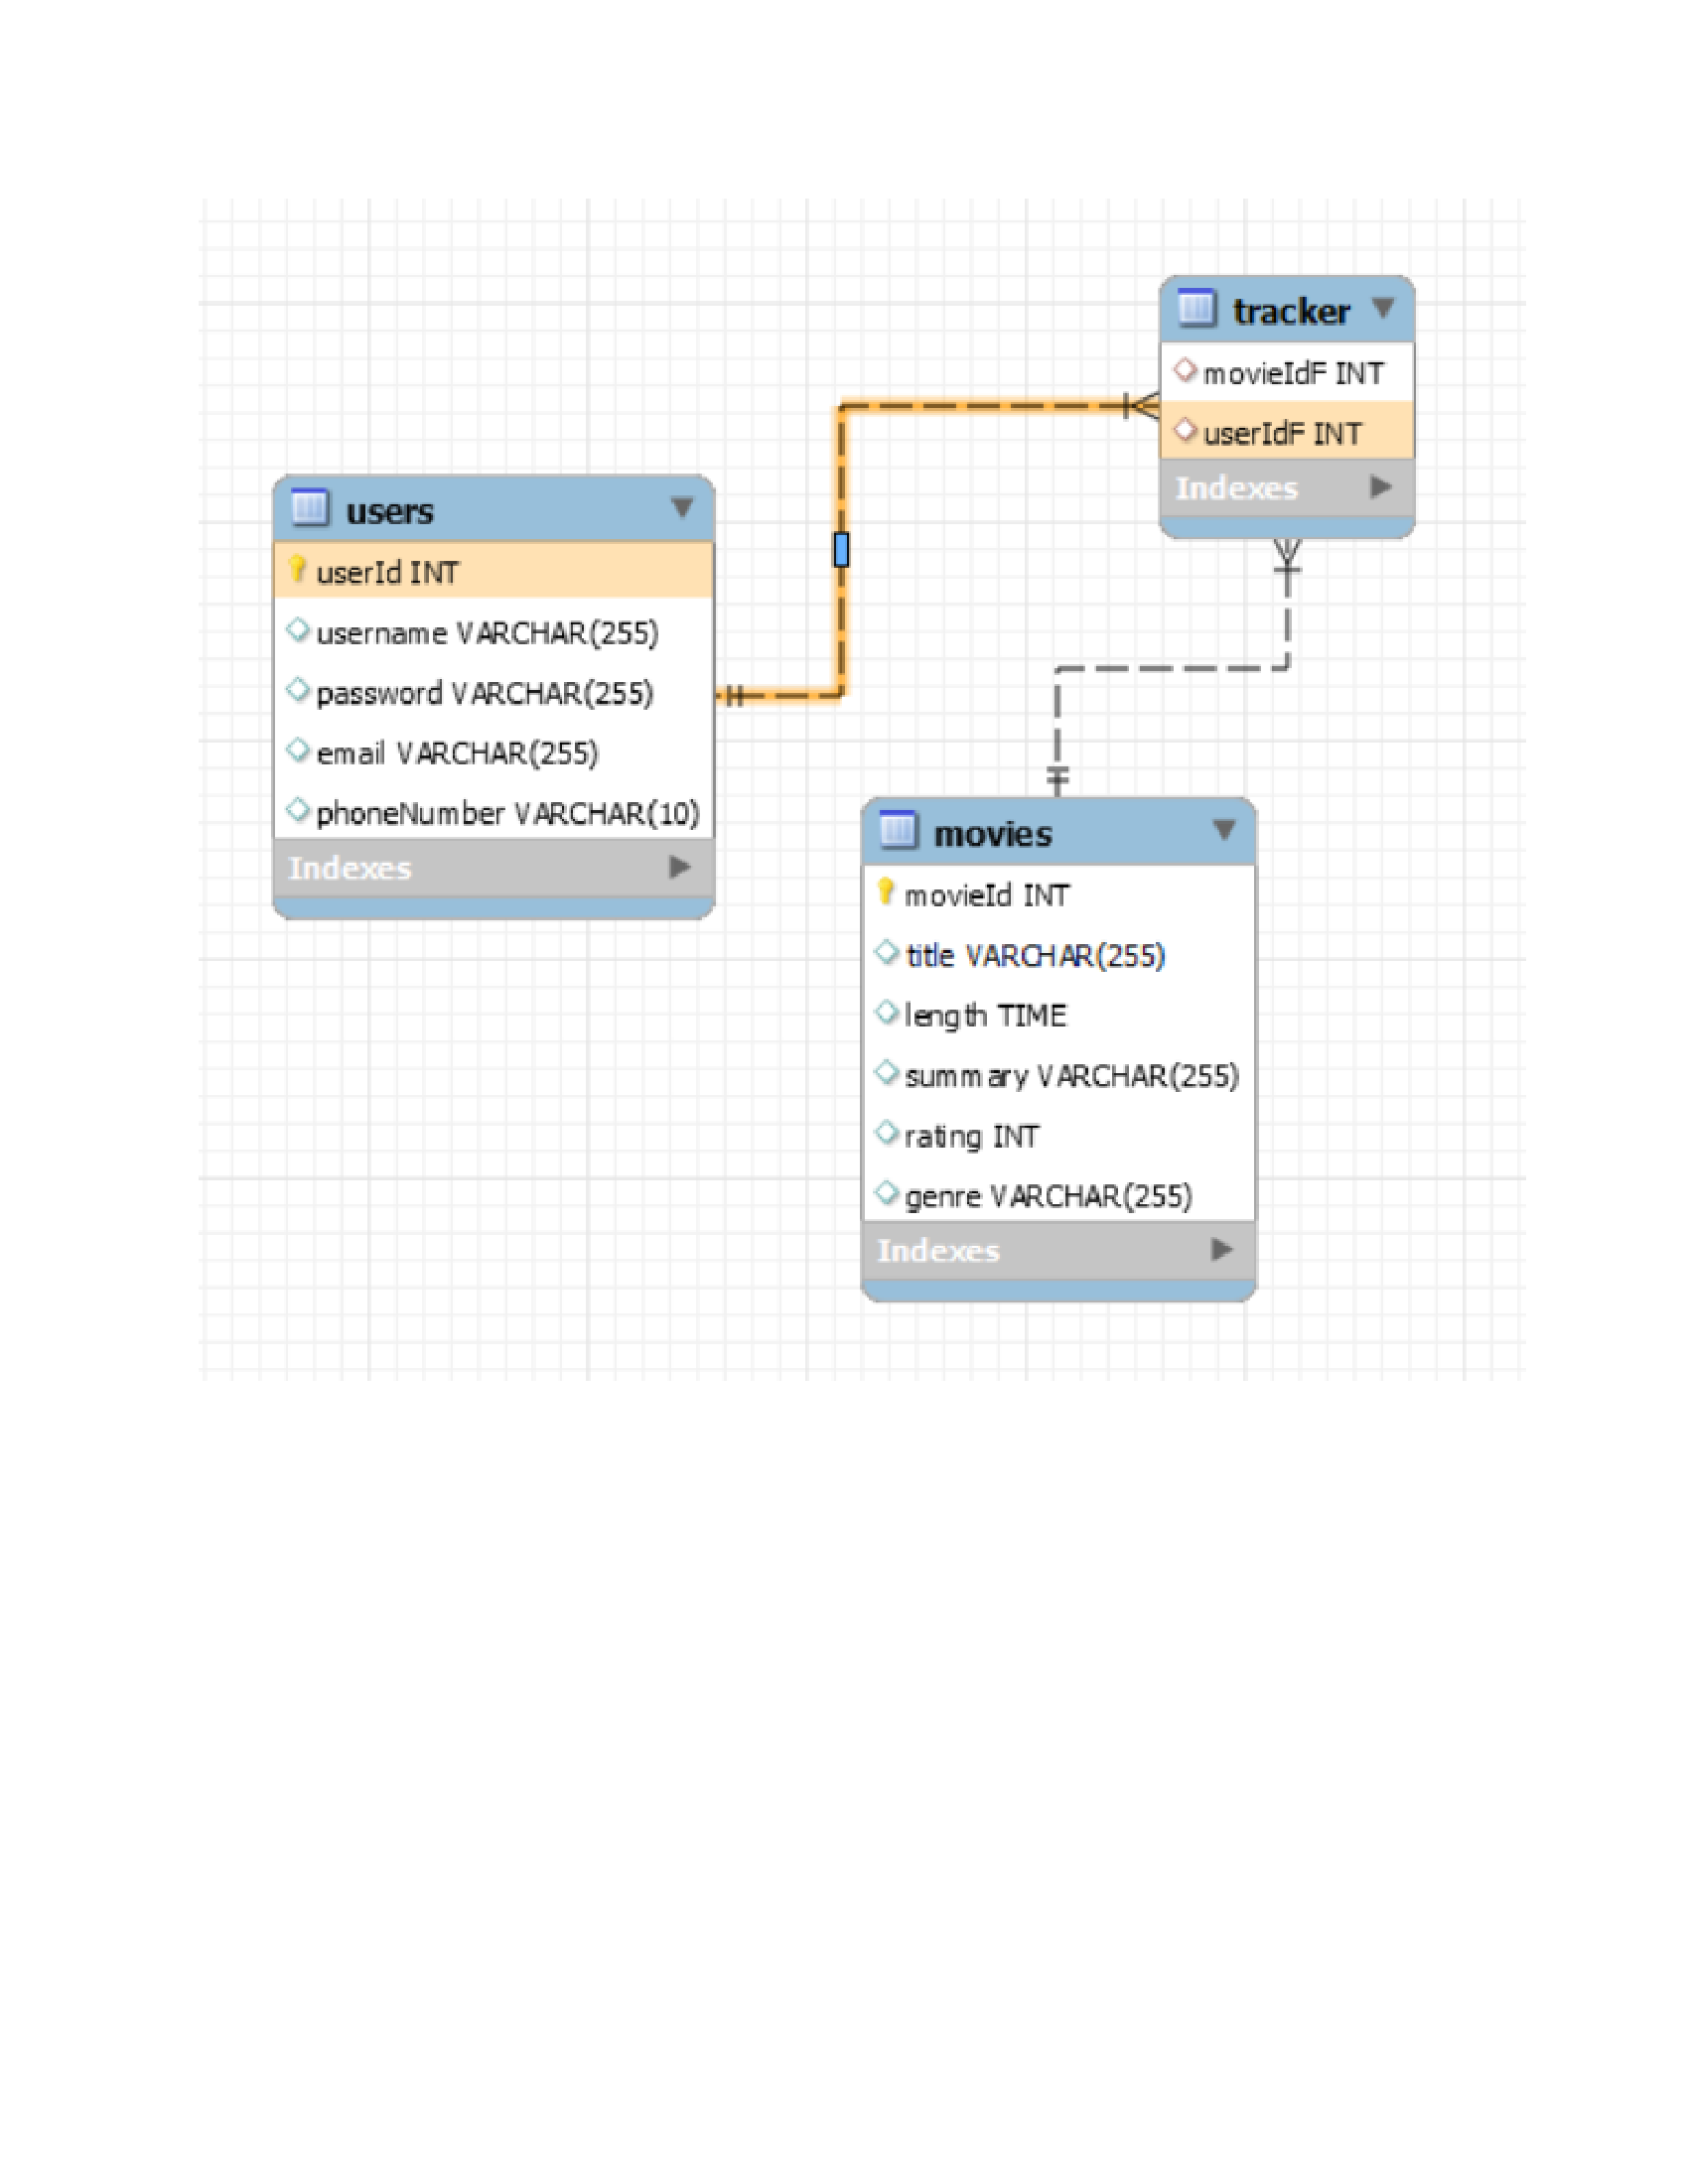 tracker
movieIdF INT
userIdF INT
Indexes
users
userId INT
username VARCHAR(255)
password VARCHAR(255)
email VARCHAR(255)
phoneNumber VARCHAR(10)
Indexes
movies
movieId INT
title VARCHAR(255)
length TIME
summary VARCHAR(255)
rating INT
genre VARCHAR(255)
Indexes